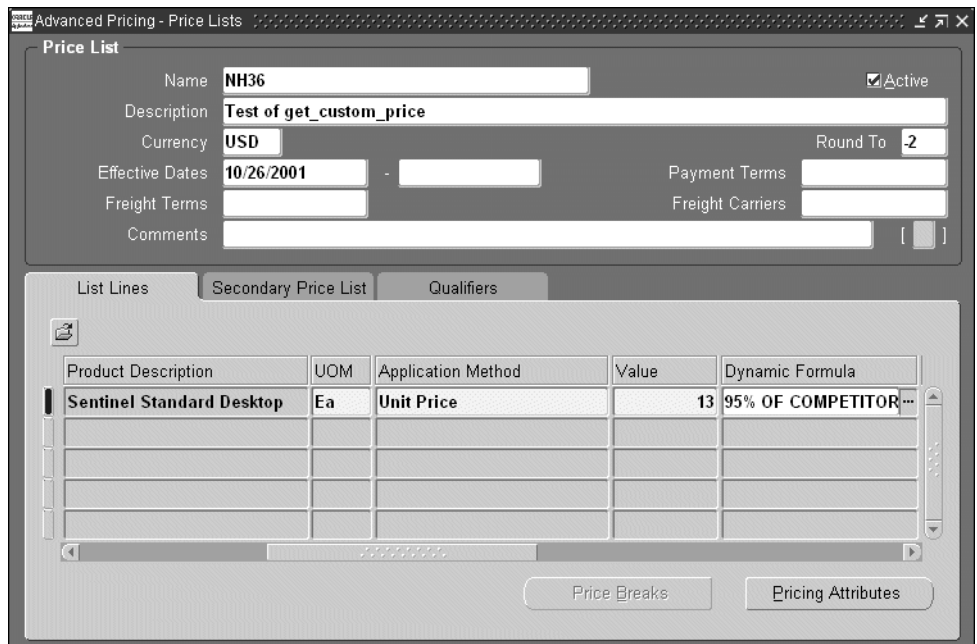 Advanced Pricing - Price Lists
Price List
Name NH36 Active
Description Test of get_custom_price
Currency USD Round To -2
Effective Dates 10/26/2001 - Payment Terms
Freight Terms Freight Carriers
Comments [ ]
List Lines Secondary Price List Qualifiers
Product Description UOM Application Method Value Dynamic Formula
Sentinel Standard Desktop Ea Unit Price 13 95% OF COMPETITOR ...
Price Breaks Pricing Attributes